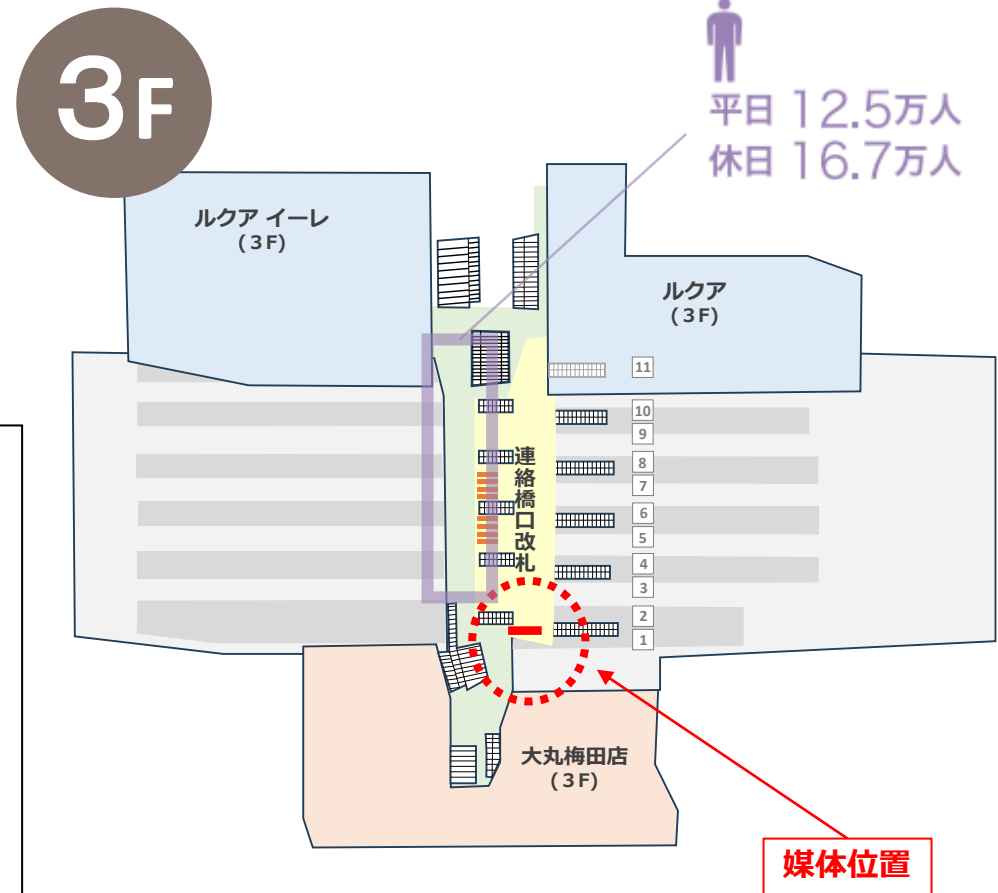 3F
平日 12.5万人
休日 16.7万人
ルクア イーレ
(3F)
ルクア
(3F)
11
10
9
8
7
6
5
4
3
2
1
連絡橋口改札
大丸梅田店
(3F)
媒体位置